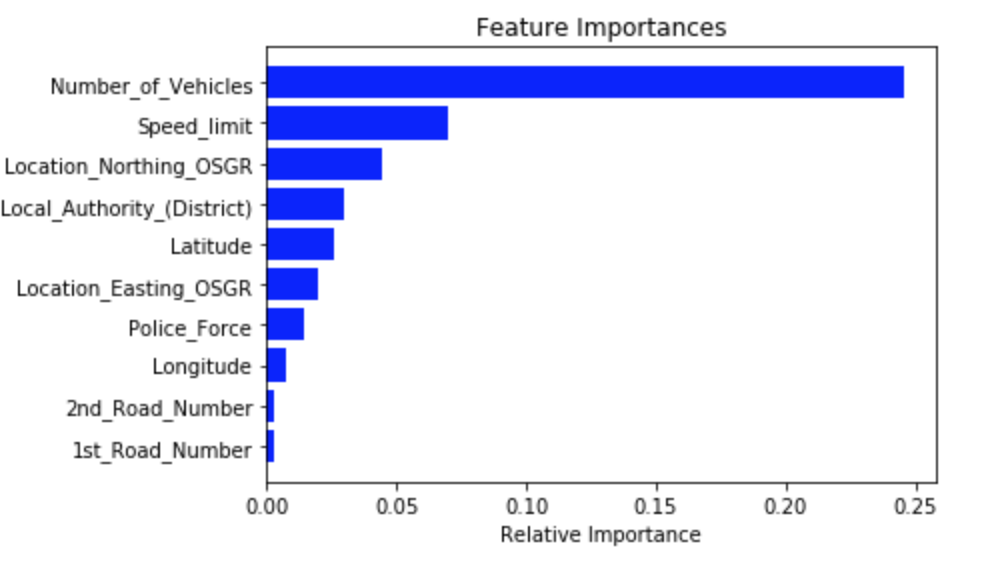 Feature Importances
Number_of_Vehicles
Speed_limit
Location_Northing_OSGR
Local_Authority_(District)
Latitude
Location_Easting_OSGR
Police_Force
Longitude
2nd_Road_Number
1st_Road_Number
0.00 0.05 0.10 0.15 0.20 0.25
Relative Importance